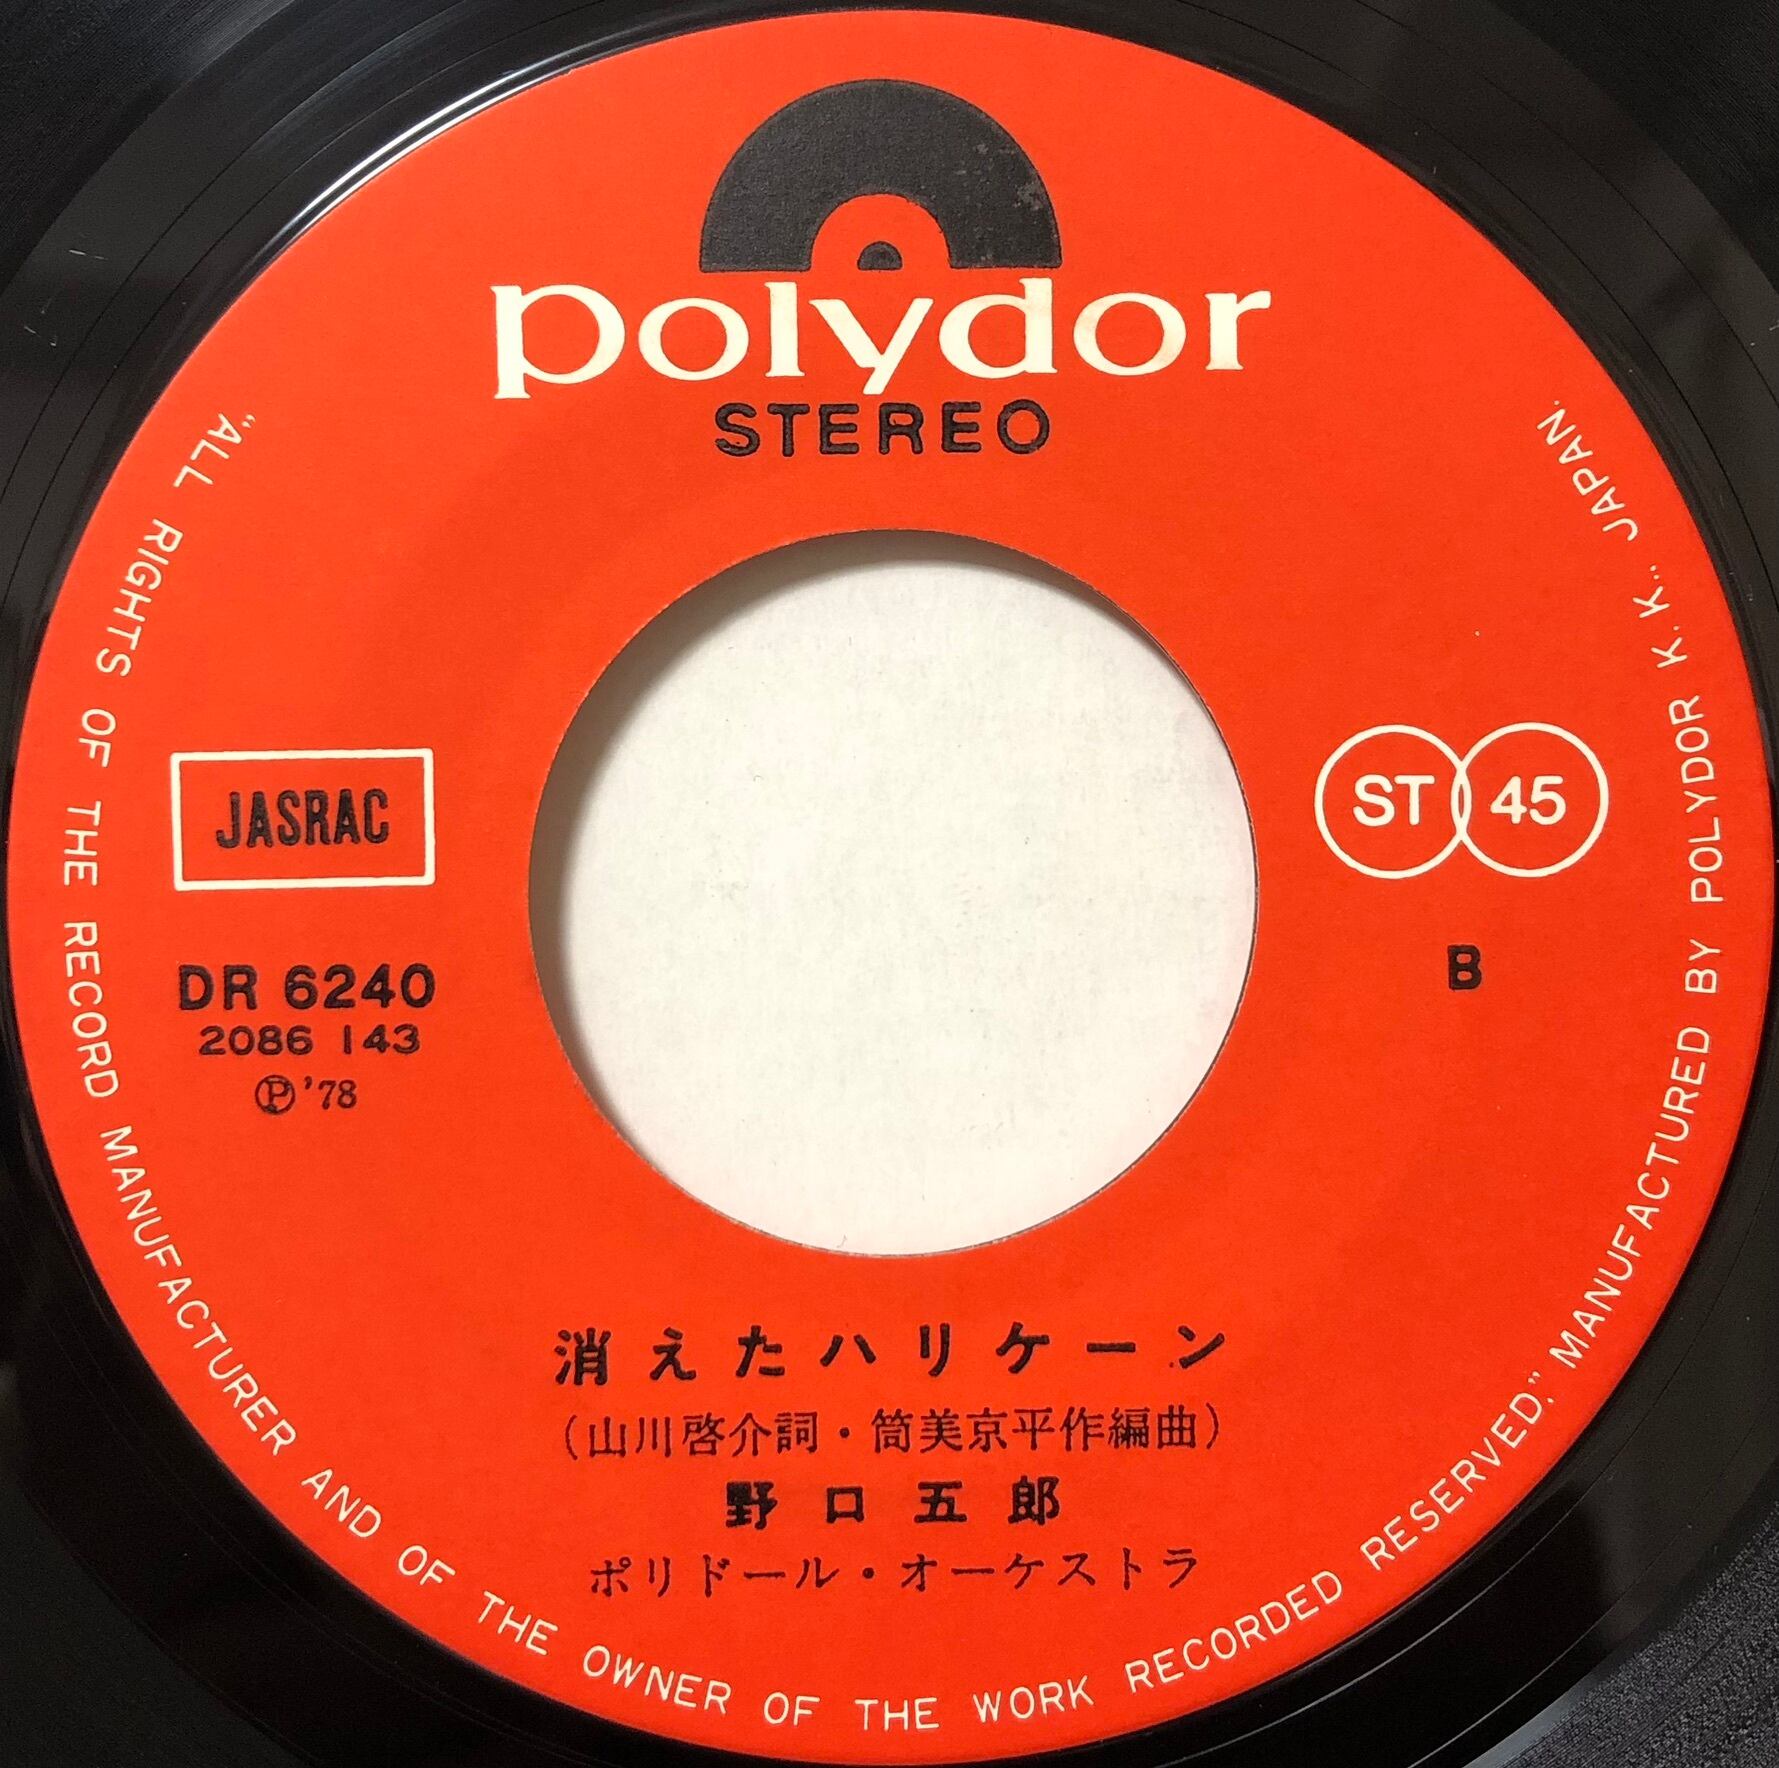 polydor
STEREO
JASRAC
ST 45
DR 6240
2086 143
Ⓟ'78
B
消えたハリケーン
(山川啓介詞・筒美京平作編曲)
野口五郎
ポリドール・オーケストラ
"ALL RIGHTS OF THE RECORD MANUFACTURER AND OF THE OWNER OF THE WORK RECORDED RESERVED." MANUFACTURED BY POLYDOR K.K., JAPAN.